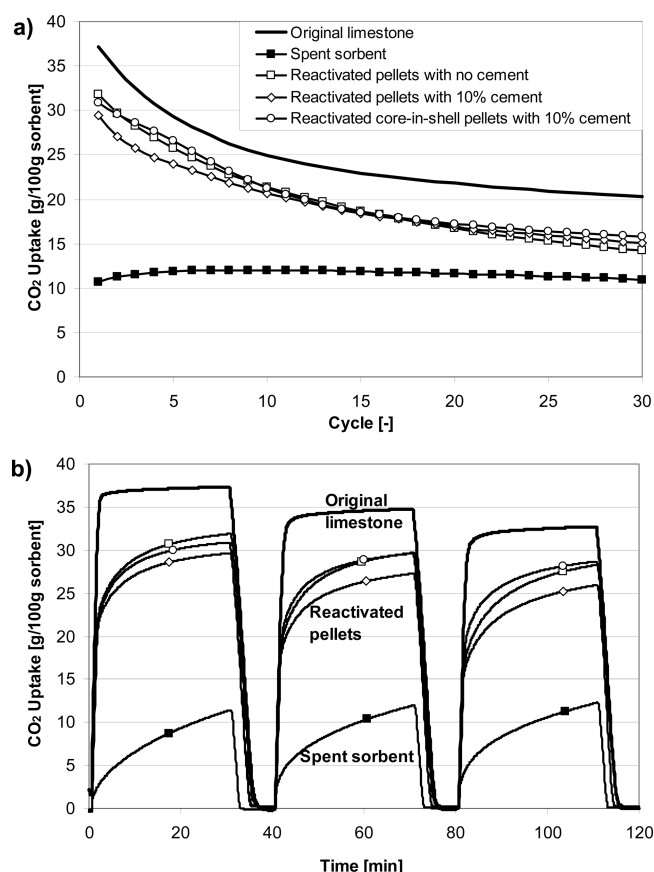 a)
40
35
30
25
20
15
10
5
0
CO₂ Uptake [g/100g sorbent]
Original limestone
Spent sorbent
Reactivated pellets with no cement
Reactivated pellets with 10% cement
Reactivated core-in-shell pellets with 10% cement
0 5 10 15 20 25 30
Cycle [-]
b)
40
35
30
25
20
15
10
5
0
CO₂ Uptake [g/100g sorbent]
Original
limestone
Reactivated
pellets
Spent sorbent
0 20 40 60 80 100 120
Time [min]